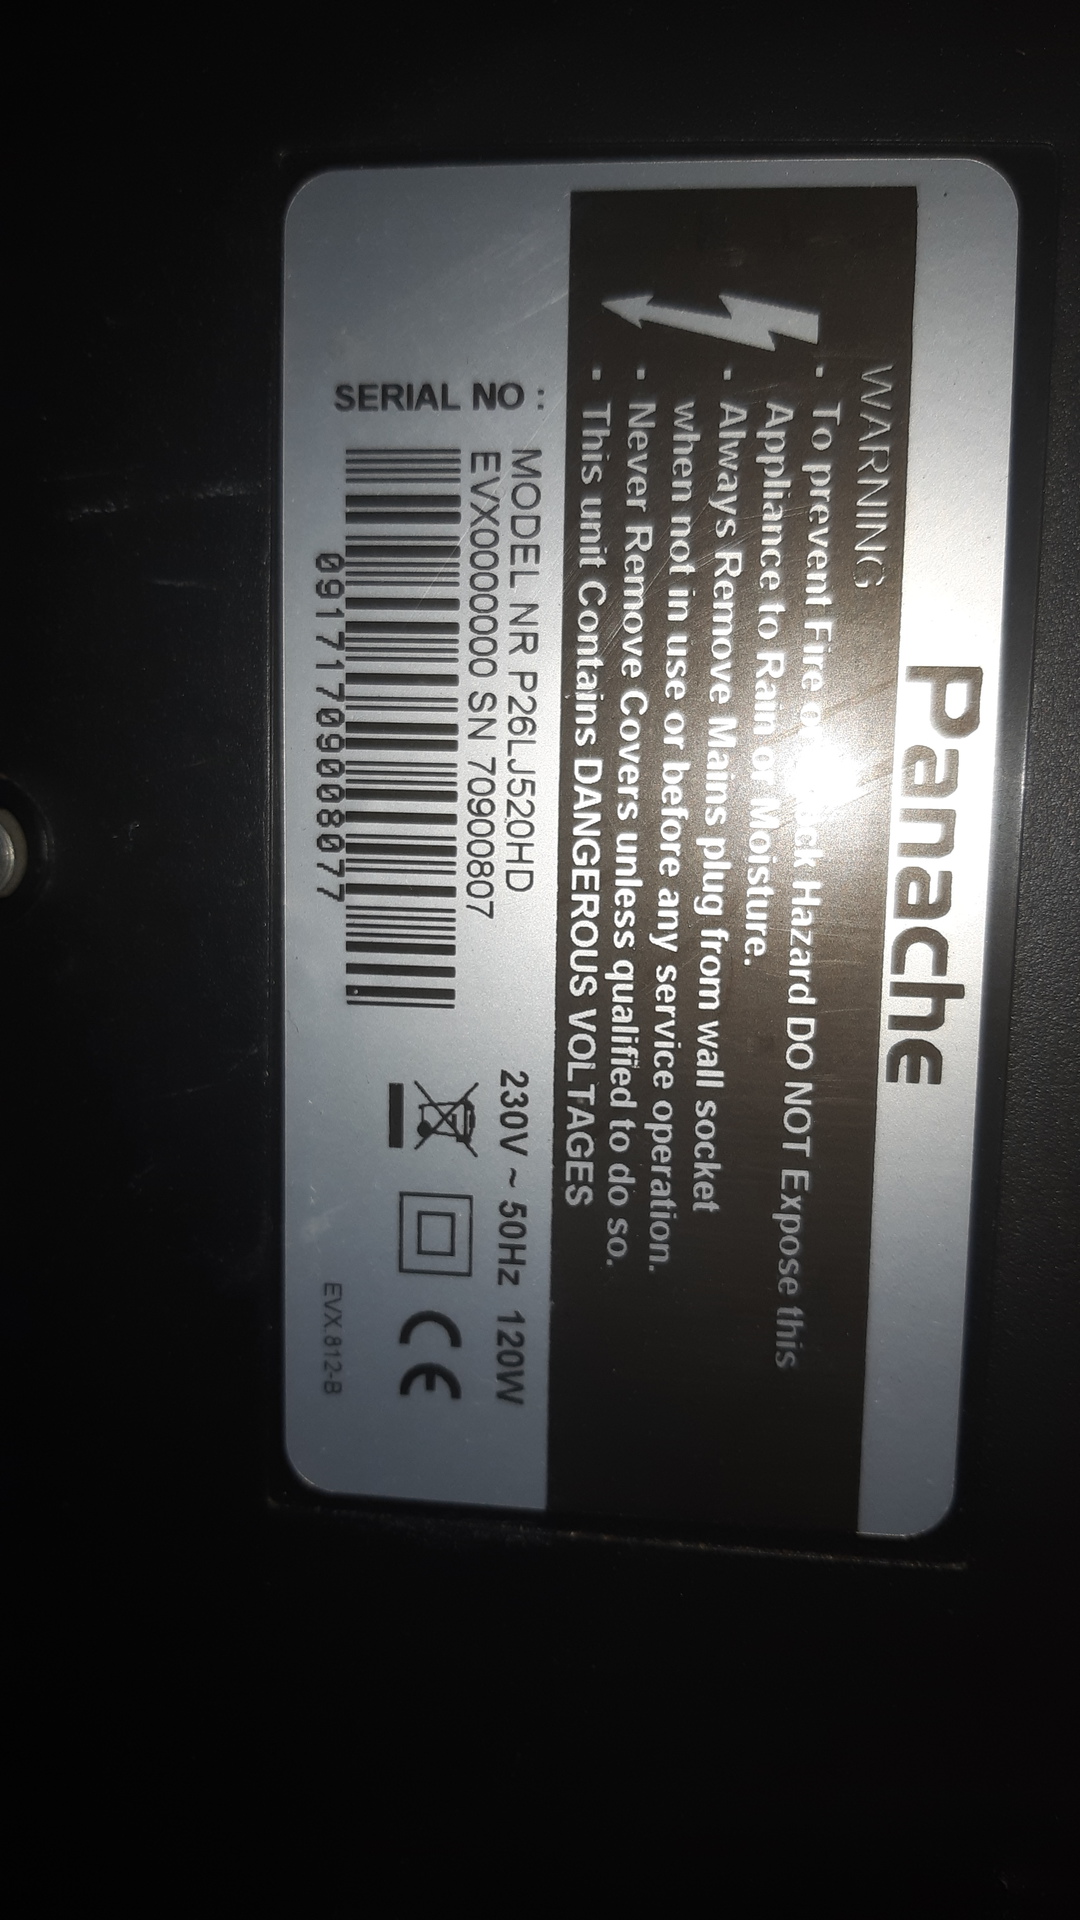 Panache
WARNING
- To prevent Fire Hazard DO NOT Expose this
Appliance to Rain or Moisture.
- Always Remove Mains plug from wall socket
when not in use or before any service operation.
- Never Remove Covers unless qualified to do so.
- This unit Contains DANGEROUS VOLTAGES
MODEL NR P26LJ520HD
EVX0000000 SN 70900807
SERIAL NO :
09171709008077
230V ~ 50Hz 120W
CE
EVX.812-B